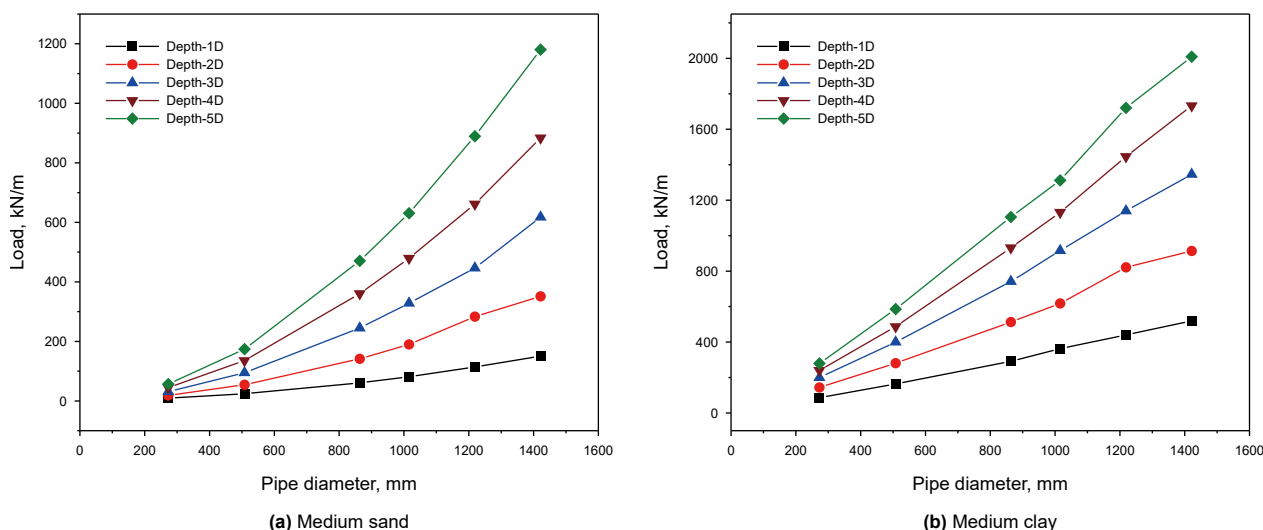 Load, kN/m
1200
1000
800
600
400
200
0
Depth-1D
Depth-2D
Depth-3D
Depth-4D
Depth-5D
0 200 400 600 800 1000 1200 1400 1600
Pipe diameter, mm
(a) Medium sand
Load, kN/m
2000
1600
1200
800
400
0
Depth-1D
Depth-2D
Depth-3D
Depth-4D
Depth-5D
0 200 400 600 800 1000 1200 1400 1600
Pipe diameter, mm
(b) Medium clay